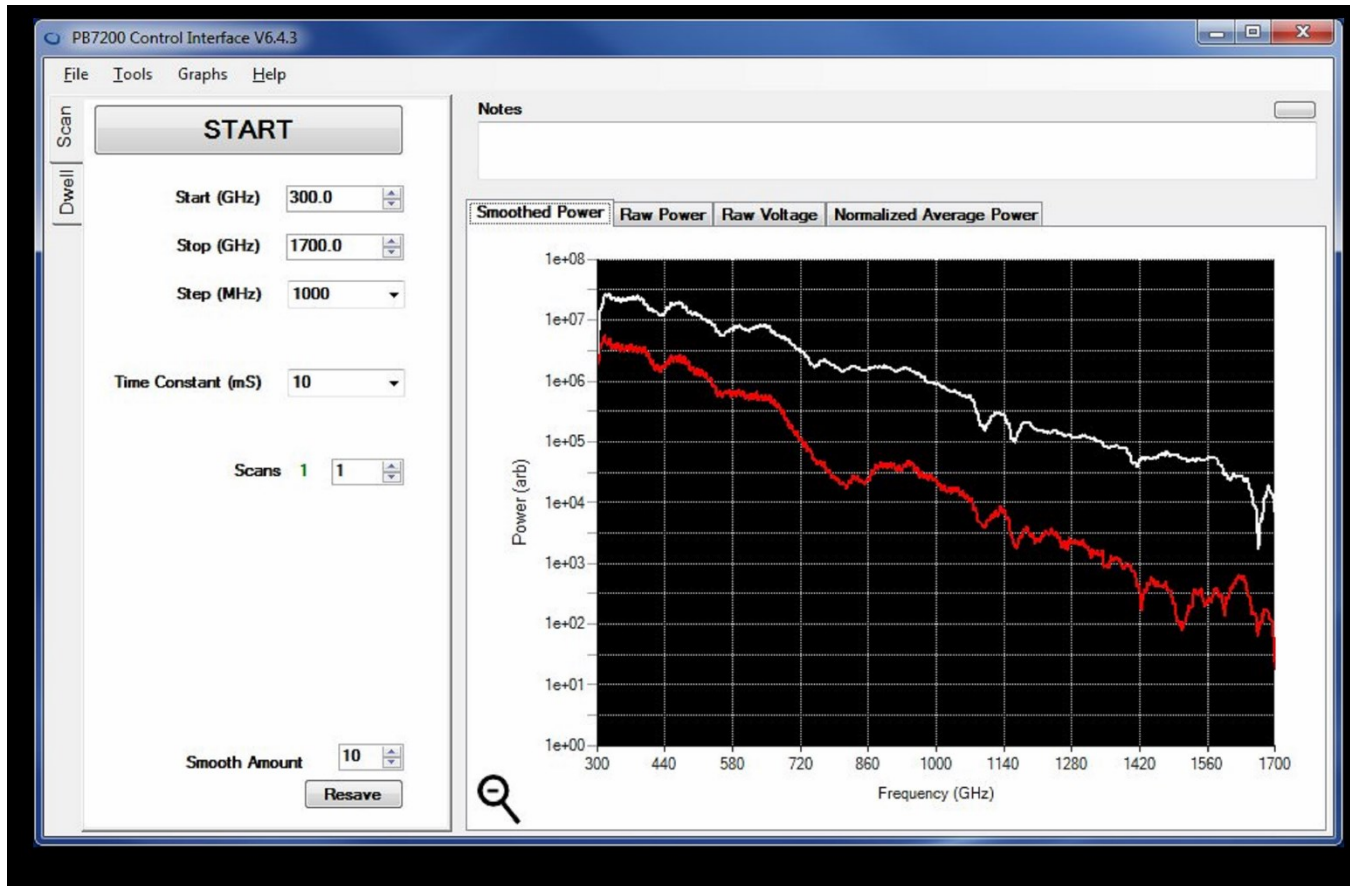 PB7200 Control Interface V6.4.3
File Tools Graphs Help
Scan
Dwell
START
Start (GHz) 300.0
Stop (GHz) 1700.0
Step (MHz) 1000
Time Constant (mS) 10
Scans 1 1
Smooth Amount 10
Resave
Notes
Smoothed Power Raw Power Raw Voltage Normalized Average Power
Power (arb)
1e+08
1e+07
1e+06
1e+05
1e+04
1e+03
1e+02
1e+01
1e+00
300 440 580 720 860 1000 1140 1280 1420 1560 1700
Frequency (GHz)